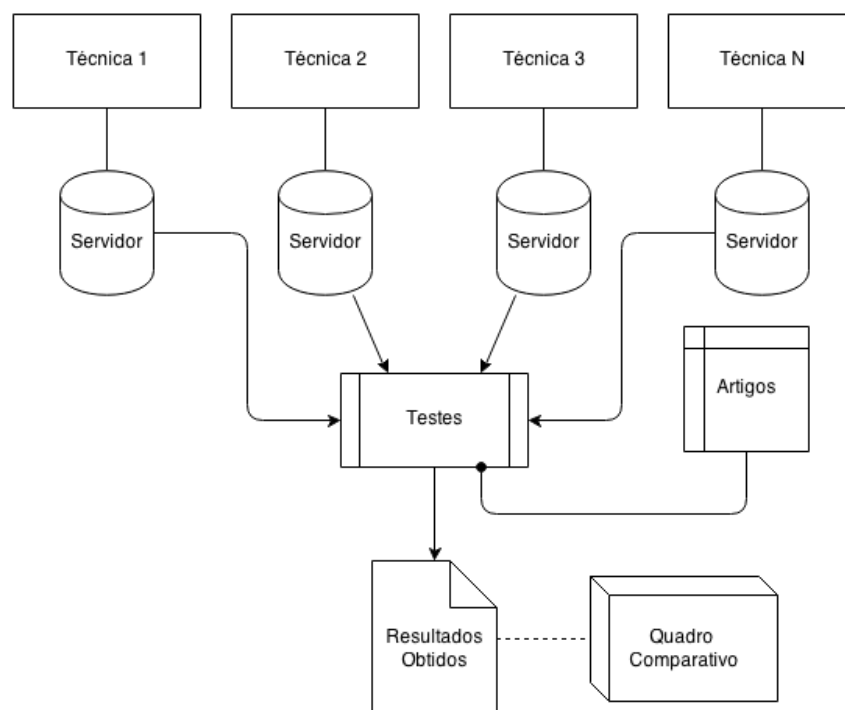 Técnica 1
Técnica 2
Técnica 3
Técnica N
Servidor
Servidor
Servidor
Servidor
Artigos
Testes
Resultados
Obtidos
Quadro
Comparativo